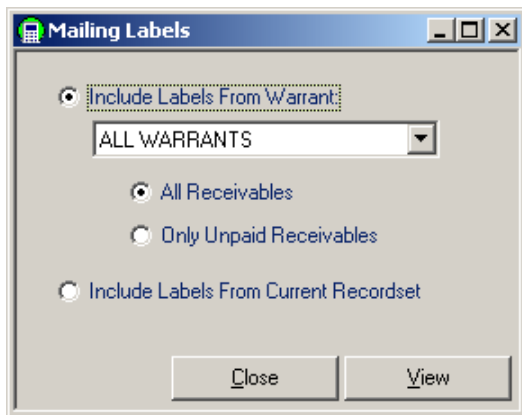 Mailing Labels
Include Labels From Warrant:
ALL WARRANTS
All Receivables
Only Unpaid Receivables
Include Labels From Current Recordset
Close View